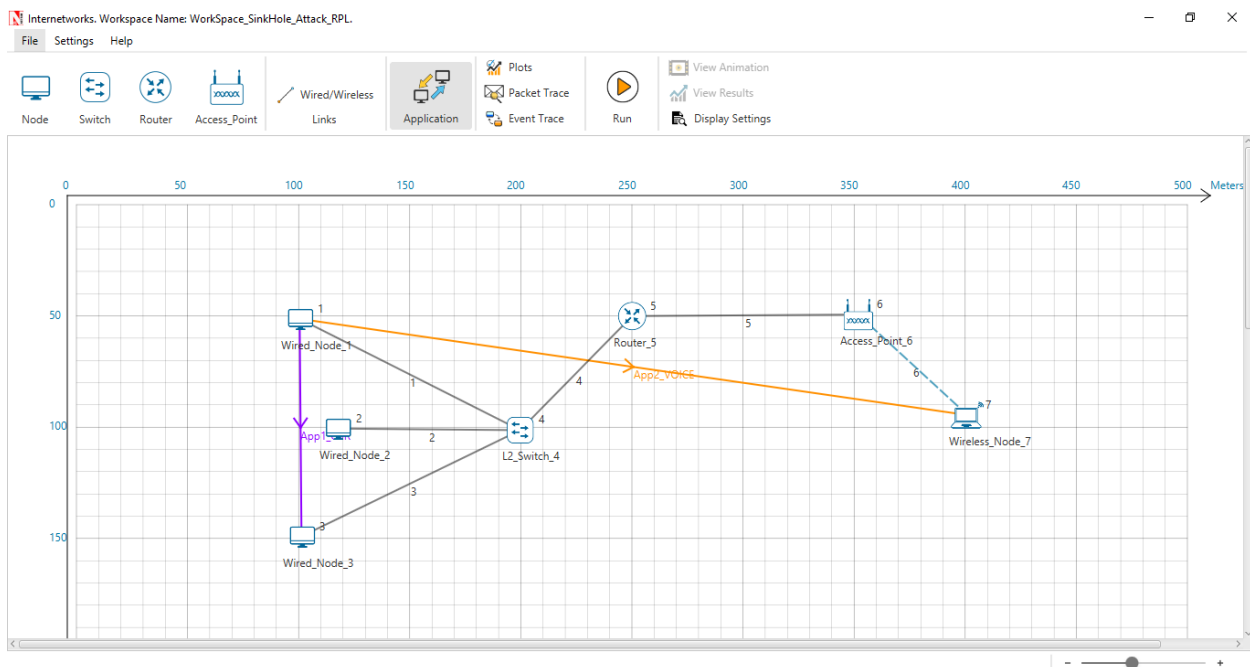 Internetworks. Workspace Name: WorkSpace_SinkHole_Attack_RPL.
File Settings Help
Node
Switch
Router
Access_Point
Wired/Wireless
Links
Application
Plots
Packet Trace
Event Trace
Run
View Animation
View Results
Display Settings
0 50 100 150 200 250 300 350 400 450 500 Meters
0
50
100
150
1
Wired_Node_1
1
2
Wired_Node_2
2
App1_
3
Wired_Node_3
3
4
L2_Switch_4
4
5
Router_5
5
App2_VOICE
6
Access_Point_6
6
7
Wireless_Node_7
- +